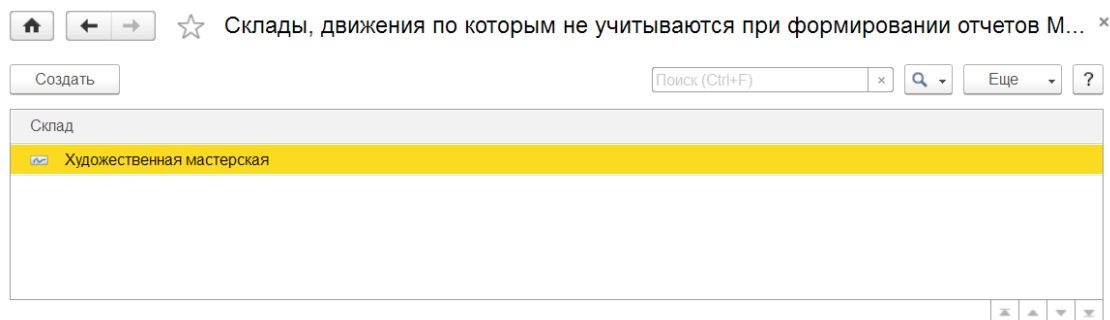 Склады, движения по которым не учитываются при формировании отчетов М...
Создать
Поиск (Ctrl+F)
Еще
?
Склад
Художественная мастерская